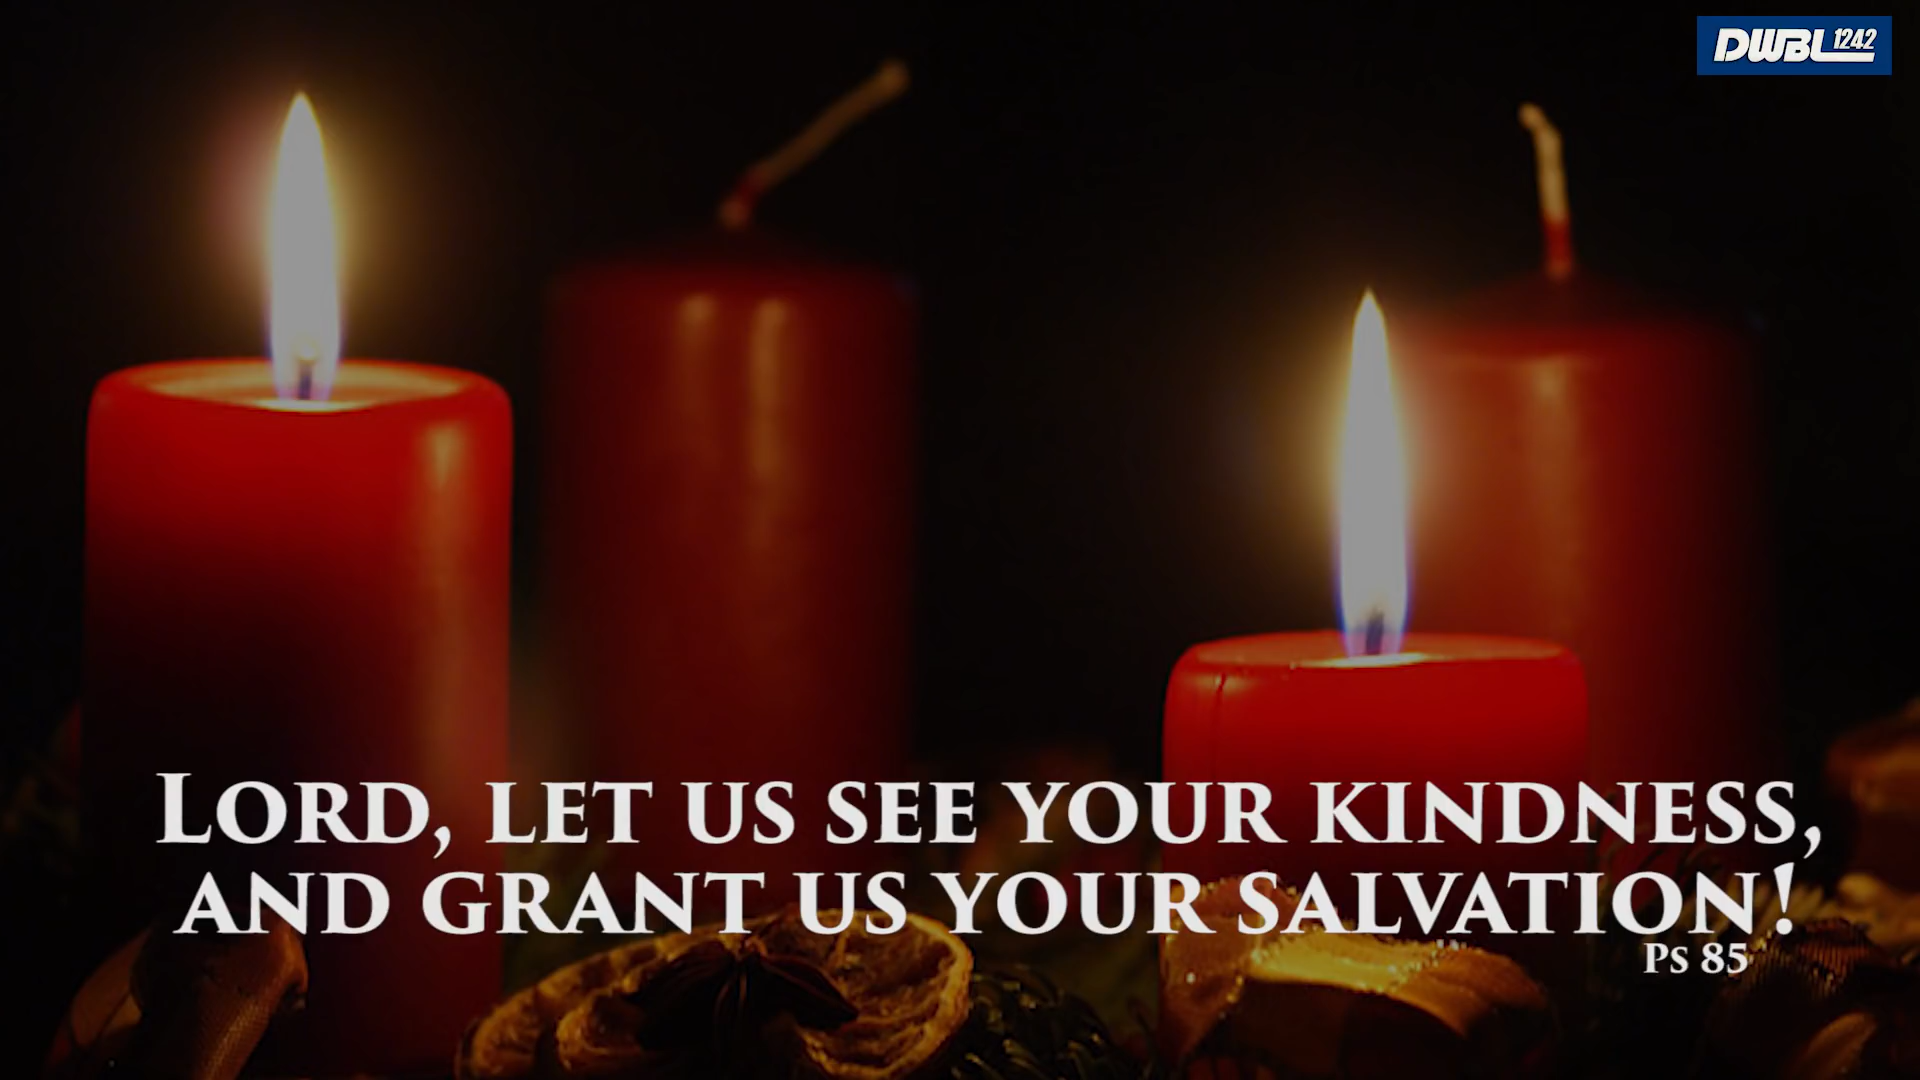 DWBL 1242
LORD, LET US SEE YOUR KINDNESS,
AND GRANT US YOUR SALVATION!
PS 85